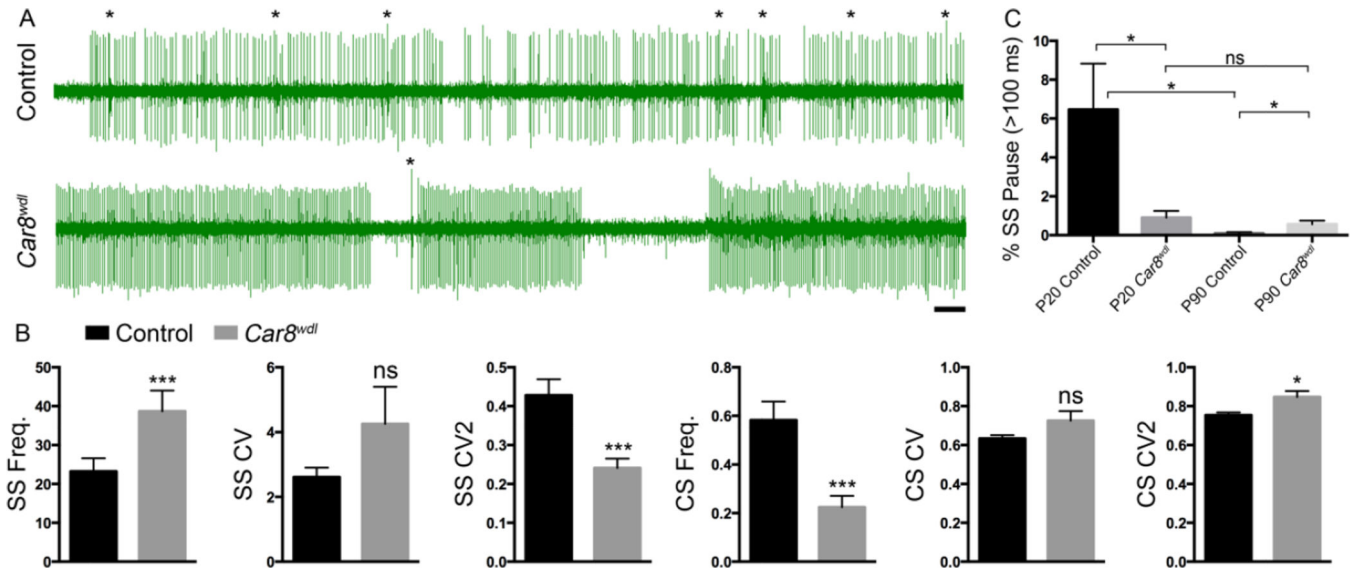 A
* * * * * * *
Control
*
Car8wdl
C
% SS Pause (>100 ms)
10
8
6
4
2
0
*
ns
*
*
P20 Control
P20 Car8wdl
P90 Control
P90 Car8wdl
B
Control Car8wdl
SS Freq.
50
40
30
20
10
0
***
SS CV
6
4
2
0
ns
SS CV2
0.5
0.4
0.3
0.2
0.1
0.0
***
CS Freq.
0.8
0.6
0.4
0.2
0.0
***
CS CV
1.0
0.8
0.6
0.4
0.2
0.0
ns
CS CV2
1.0
0.8
0.6
0.4
0.2
0.0
*